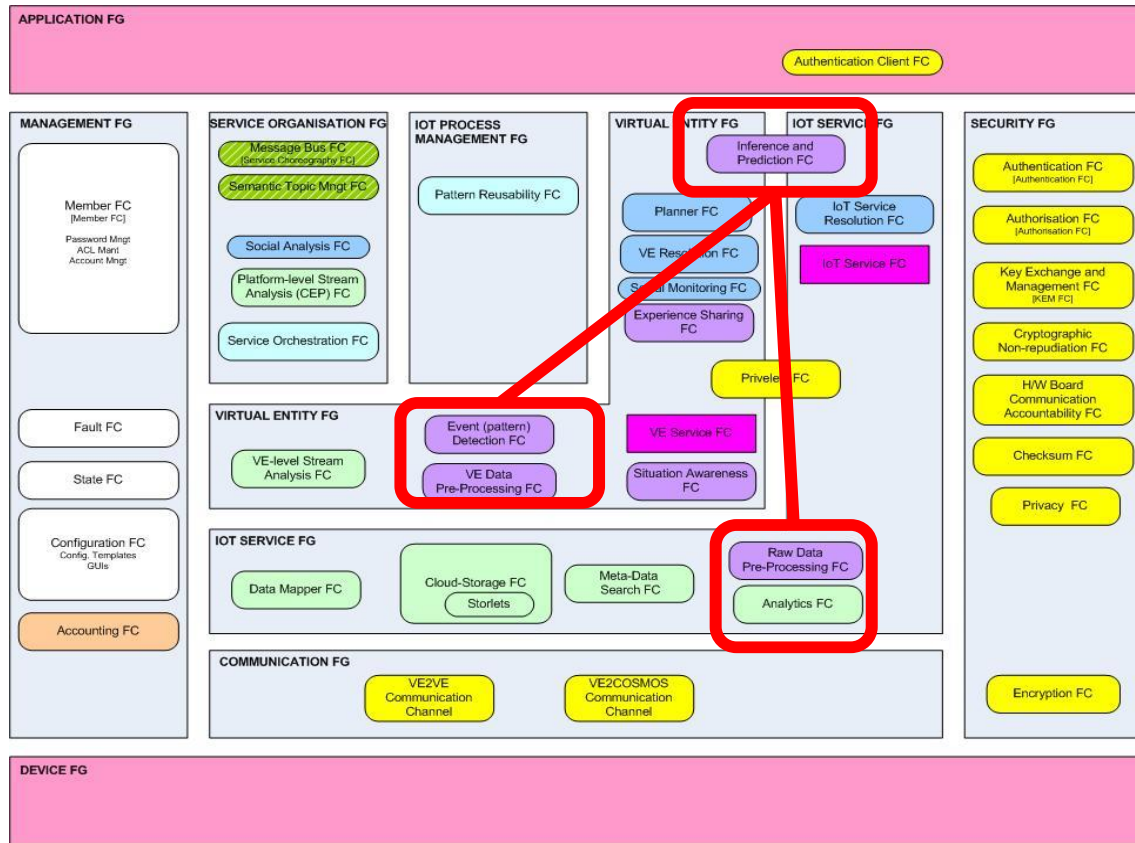 APPLICATION FG
Authentication Client FC
MANAGEMENT FG
Member FC
[Member FC]
Password Mngt
ACL Mant
Account Mngt
Fault FC
State FC
Configuration FC
Config. Templates
GUIs
Accounting FC
SERVICE ORGANISATION FG
Message Bus FC
[Service Choreography FC]
Semantic Topic Mngt FC
Social Analysis FC
Platform-level Stream
Analysis (CEP) FC
Service Orchestration FC
IOT PROCESS
MANAGEMENT FG
Pattern Reusability FC
VIRTUAL ENTITY FG
IOT SERVICE FG
Inference and
Prediction FC
Planner FC
VE Resolution FC
Social Monitoring FC
Experience Sharing
FC
IoT Service
Resolution FC
IoT Service FC
Privelet FC
VIRTUAL ENTITY FG
VE-level Stream
Analysis FC
Event (pattern)
Detection FC
VE Data
Pre-Processing FC
VE Service FC
Situation Awareness
FC
IOT SERVICE FG
Data Mapper FC
Cloud-Storage FC
Storlets
Meta-Data
Search FC
Raw Data
Pre-Processing FC
Analytics FC
COMMUNICATION FG
VE2VE
Communication
Channel
VE2COSMOS
Communication
Channel
SECURITY FG
Authentication FC
[Authentication FC]
Authorisation FC
[Authorisation FC]
Key Exchange and
Management FC
[KEM FC]
Cryptographic
Non-repudiation FC
H/W Board
Communication
Accountability FC
Checksum FC
Privacy FC
Encryption FC
DEVICE FG